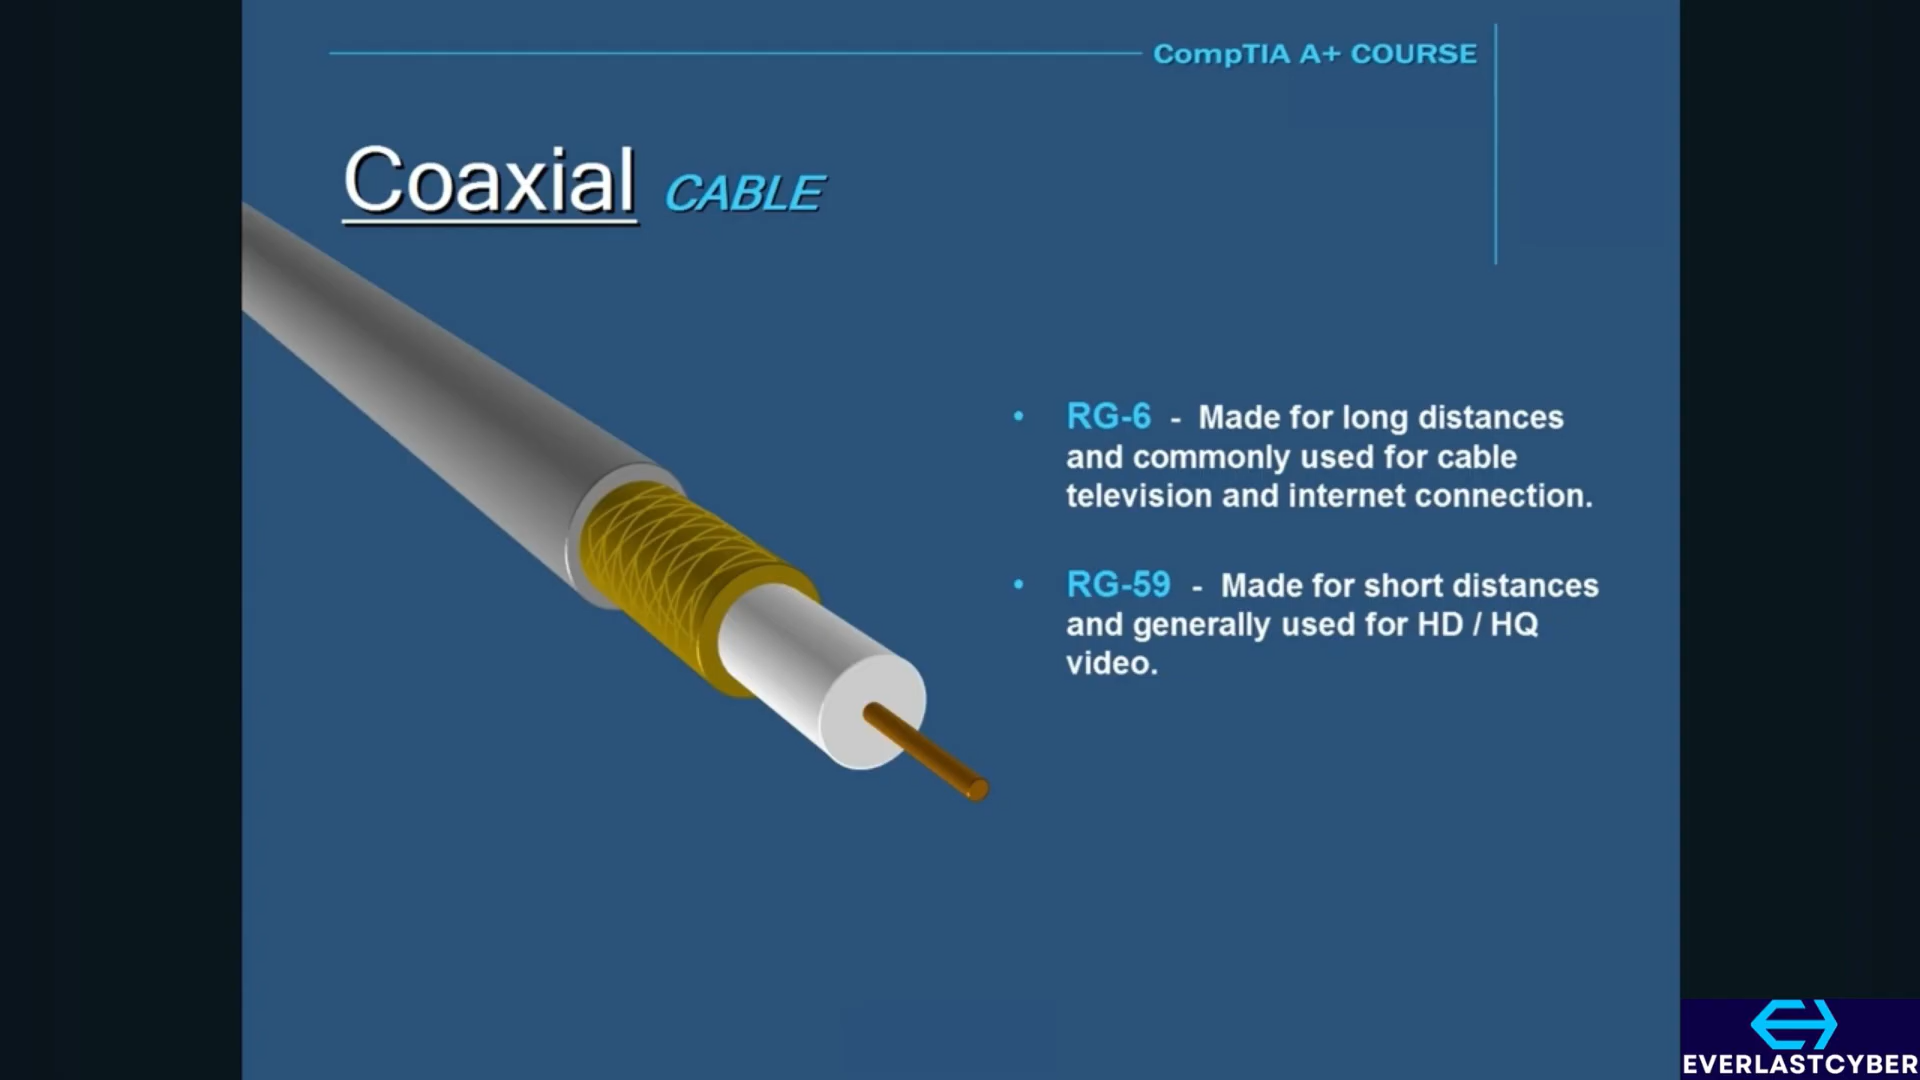 CompTIA A+ COURSE
Coaxial CABLE
• RG-6 - Made for long distances
and commonly used for cable
television and internet connection.
• RG-59 - Made for short distances
and generally used for HD / HQ
video.
EVERLASTCYBER